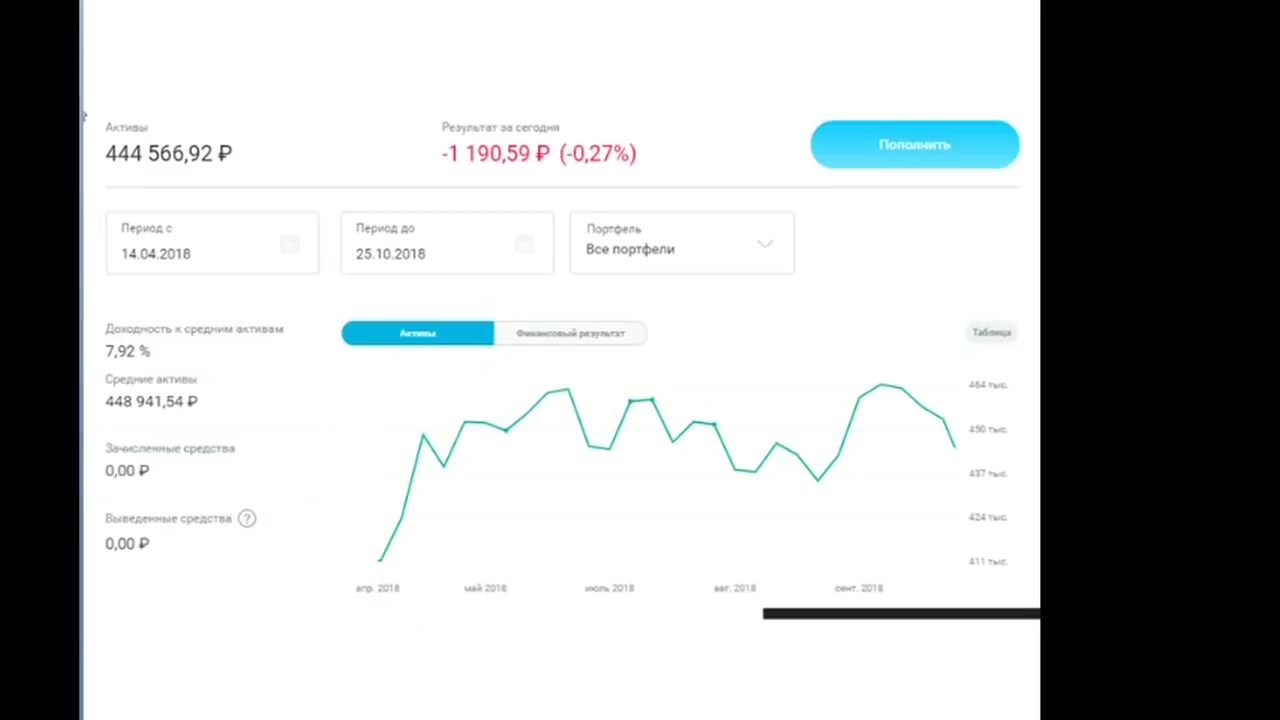 Активы
444 566,92 ₽
Результат за сегодня
-1 190,59 ₽ (-0,27%)
Пополнить
Период с
14.04.2018
Период до
25.10.2018
Портфель
Все портфели
Доходность к средним активам
7,92 %
Средние активы
448 941,54 ₽
Зачисленные средства
0,00 ₽
Выведенные средства ?
0,00 ₽
Активы
Финансовый результат
Таблица
464 тыс.
450 тыс.
437 тыс.
424 тыс.
411 тыс.
апр. 2018
май 2018
июль 2018
авг. 2018
сент. 2018